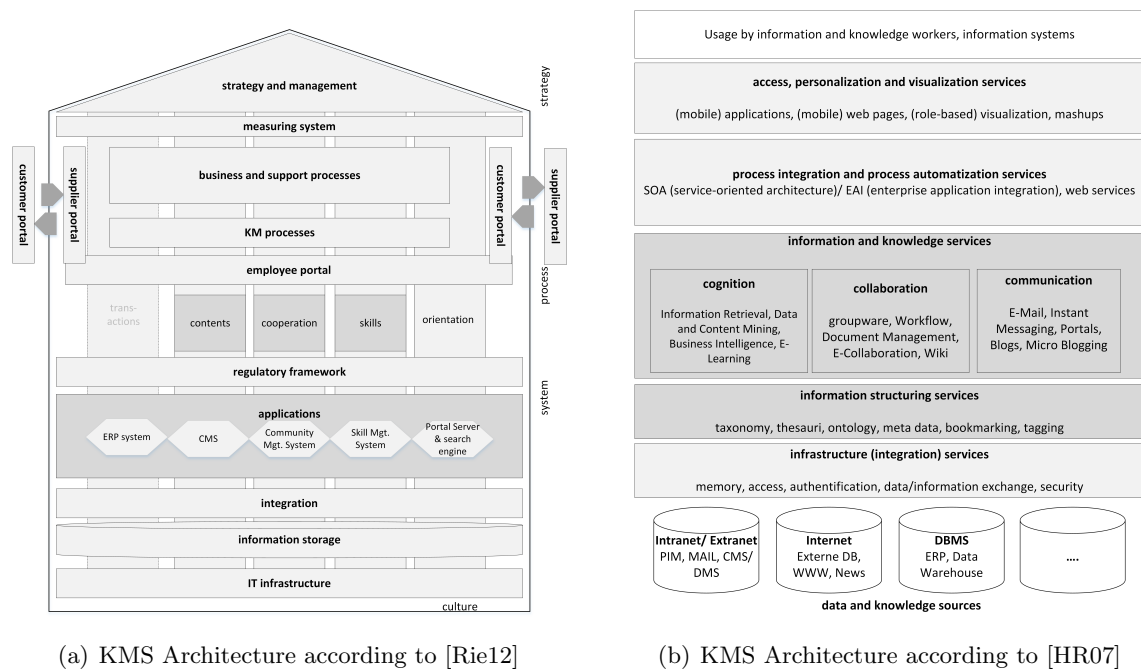 strategy and management
strategy
measuring system
customer portal
supplier portal
business and support processes
customer portal
supplier portal
KM processes
employee portal
process
trans-
actions
contents
cooperation
skills
orientation
regulatory framework
system
applications
ERP system
CMS
Community
Mgt. System
Skill Mgt.
System
Portal Server
& search
engine
integration
information storage
IT infrastructure
culture
(a) KMS Architecture according to [Rie12]
Usage by information and knowledge workers, information systems
access, personalization and visualization services
(mobile) applications, (mobile) web pages, (role-based) visualization, mashups
process integration and process automatization services
SOA (service-oriented architecture)/ EAI (enterprise application integration), web services
information and knowledge services
cognition
Information Retrieval, Data
and Content Mining,
Business Intelligence, E-
Learning
collaboration
groupware, Workflow,
Document Management,
E-Collaboration, Wiki
communication
E-Mail, Instant
Messaging, Portals,
Blogs, Micro Blogging
information structuring services
taxonomy, thesauri, ontology, meta data, bookmarking, tagging
infrastructure (integration) services
memory, access, authentification, data/information exchange, security
Intranet/ Extranet
PIM, MAIL, CMS/
DMS
Internet
Externe DB,
WWW, News
DBMS
ERP, Data
Warehouse
....
data and knowledge sources
(b) KMS Architecture according to [HR07]